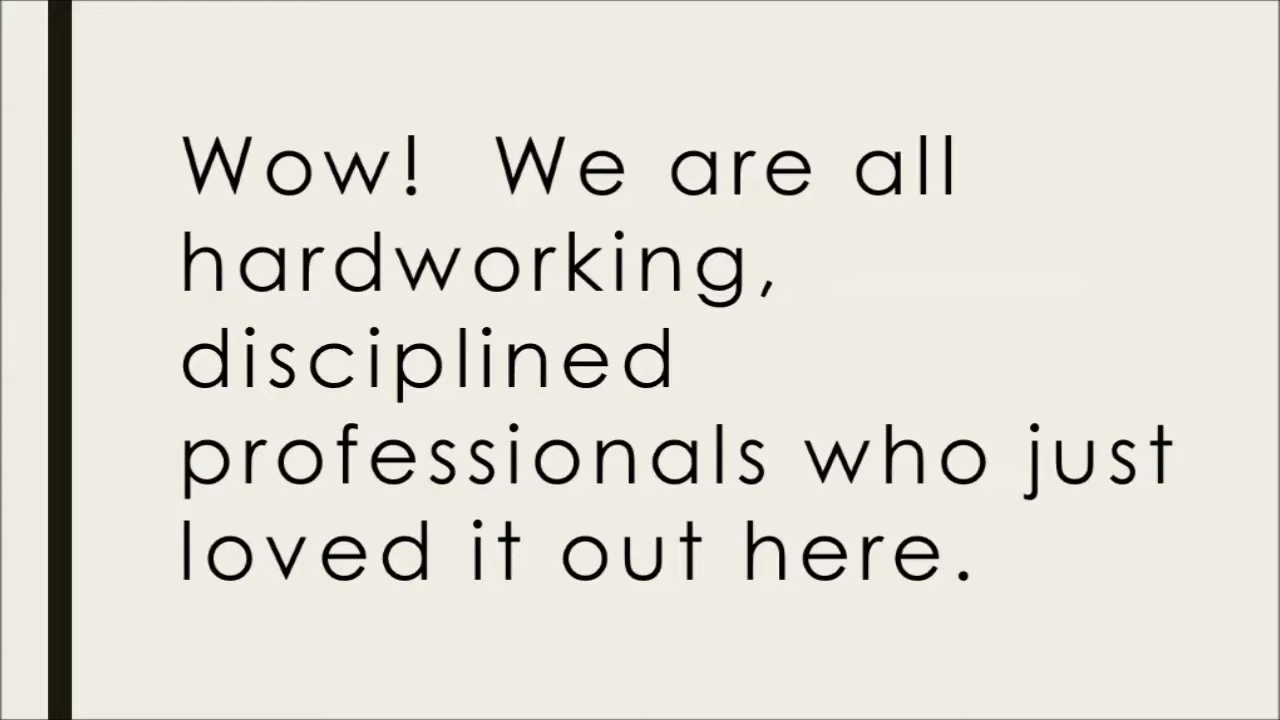 Wow!  We are all
hardworking,
disciplined
professionals who just
loved it out here.